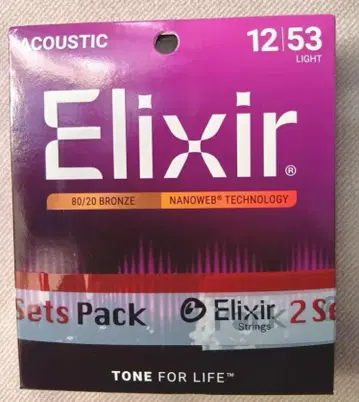 ACOUSTIC
12|53
LIGHT
Elixir®
80/20 BRONZE NANOWEB® TECHNOLOGY
Sets Pack Elixir 2 Se
Strings
TONE FOR LIFE™